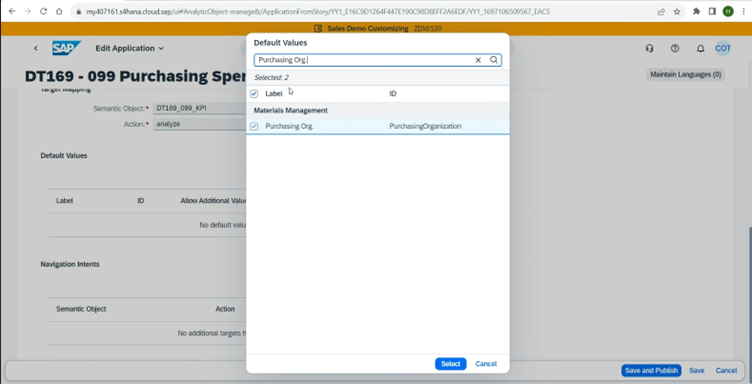 my407161.s4hana.cloud.sap/ui#AnalyticObject-manage&/ApplicationFromStory/YY1_E16C9D1264F447E190C98D8EFF2A6EDF/YY1_1697106509567_EACS
H
Sales Demo Customizing ZDM/100
SAP Edit Application
COT
DT169 - 099 Purchasing Spen
Maintain Languages (0)
Target Mapping
Semantic Object:* DT169_099_KPI
Action:* analyze
Default Values
Label ID Allow Additional Value
No default valu
Navigation Intents
Semantic Object Action
No additional targets h
Default Values
Purchasing Org.
Selected: 2
Label ID
Materials Management
Purchasing Org. PurchasingOrganization
Select Cancel
Save and Publish Save Cancel